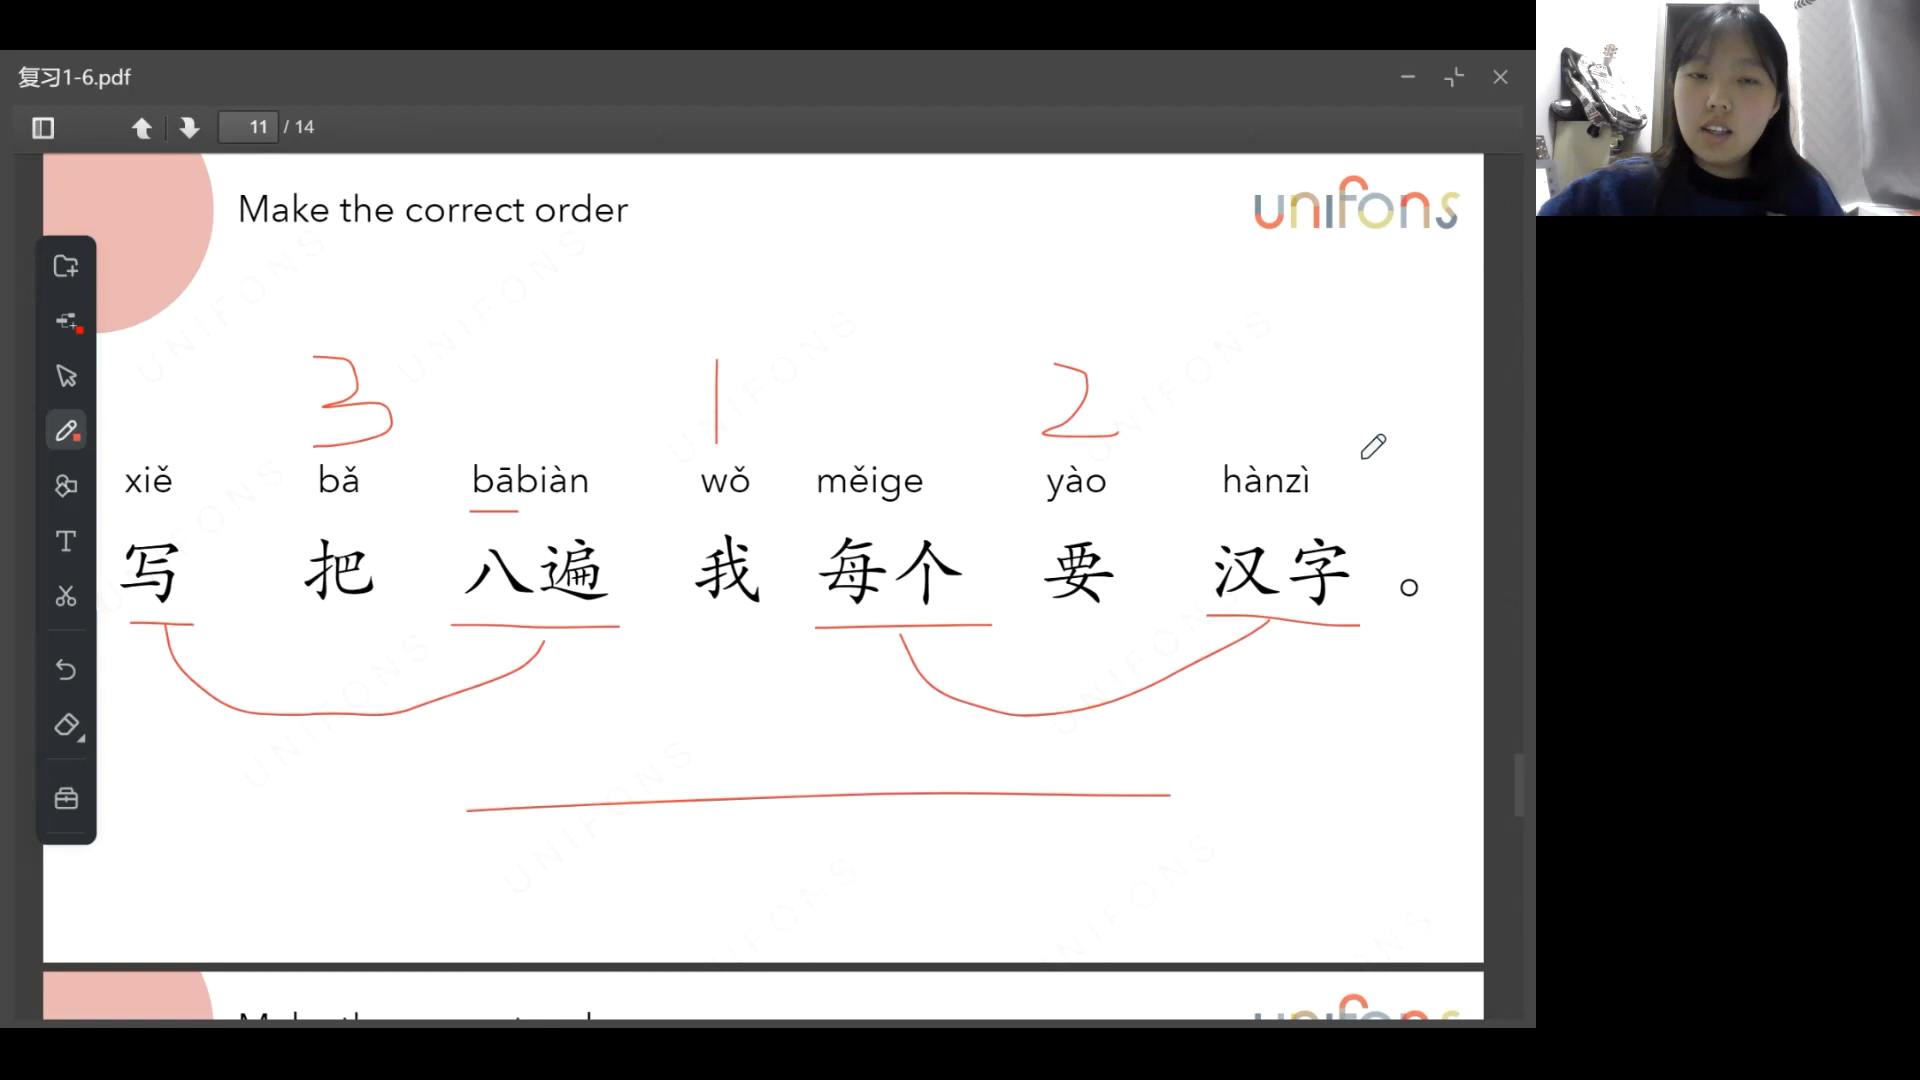 复习1-6.pdf
11 / 14
Make the correct order
unifons
3 1 2
xiě bǎ bābiàn wǒ měige yào hànzì
写 把 八遍 我 每个 要 汉字 。
UNIFONS